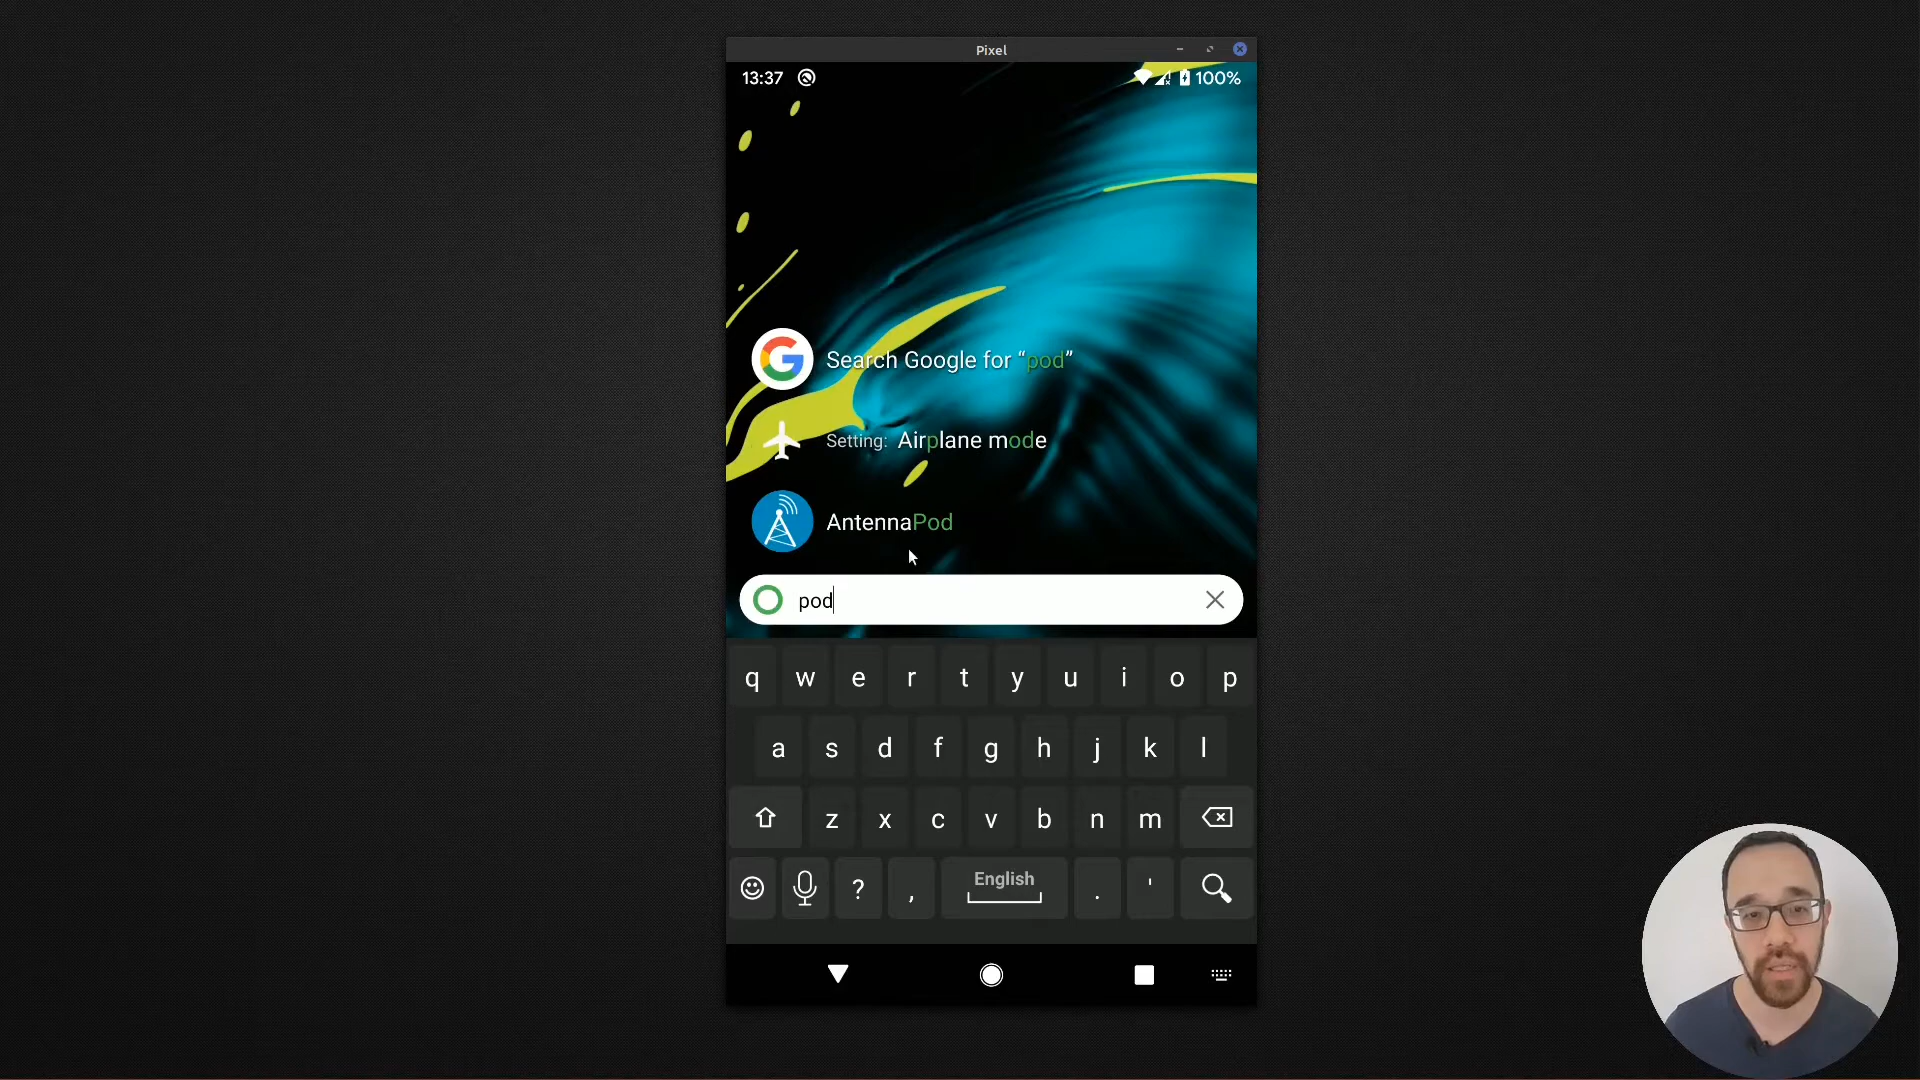 Pixel
13:37 100%
Search Google for “pod”
Setting: Airplane mode
AntennaPod
pod
q w e r t y u i o p
a s d f g h j k l
z x c v b n m
? , English . '